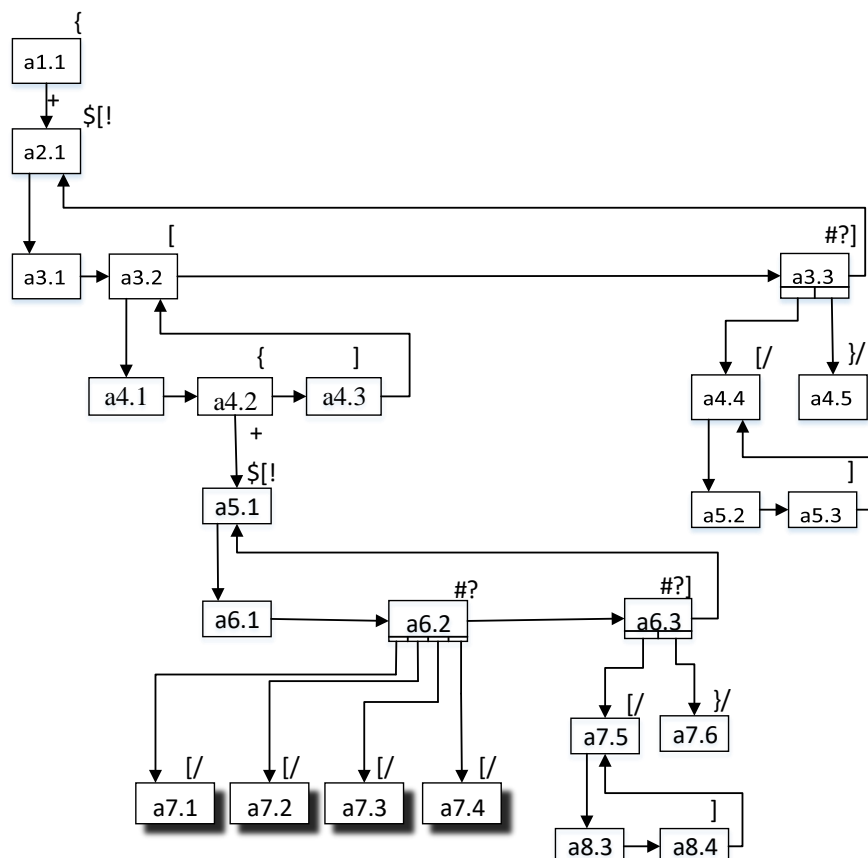 {
a1.1
+
$[!
a2.1
[
#?]
a3.1
a3.2
a3.3
{
]
[/
}/
a4.1
a4.2
a4.3
a4.4
a4.5
+
$[!
]
a5.1
a5.2
a5.3
#?
#?]
a6.1
a6.2
a6.3
[/
}/
a7.5
a7.6
[/
[/
[/
[/
a7.1
a7.2
a7.3
a7.4
]
a8.3
a8.4